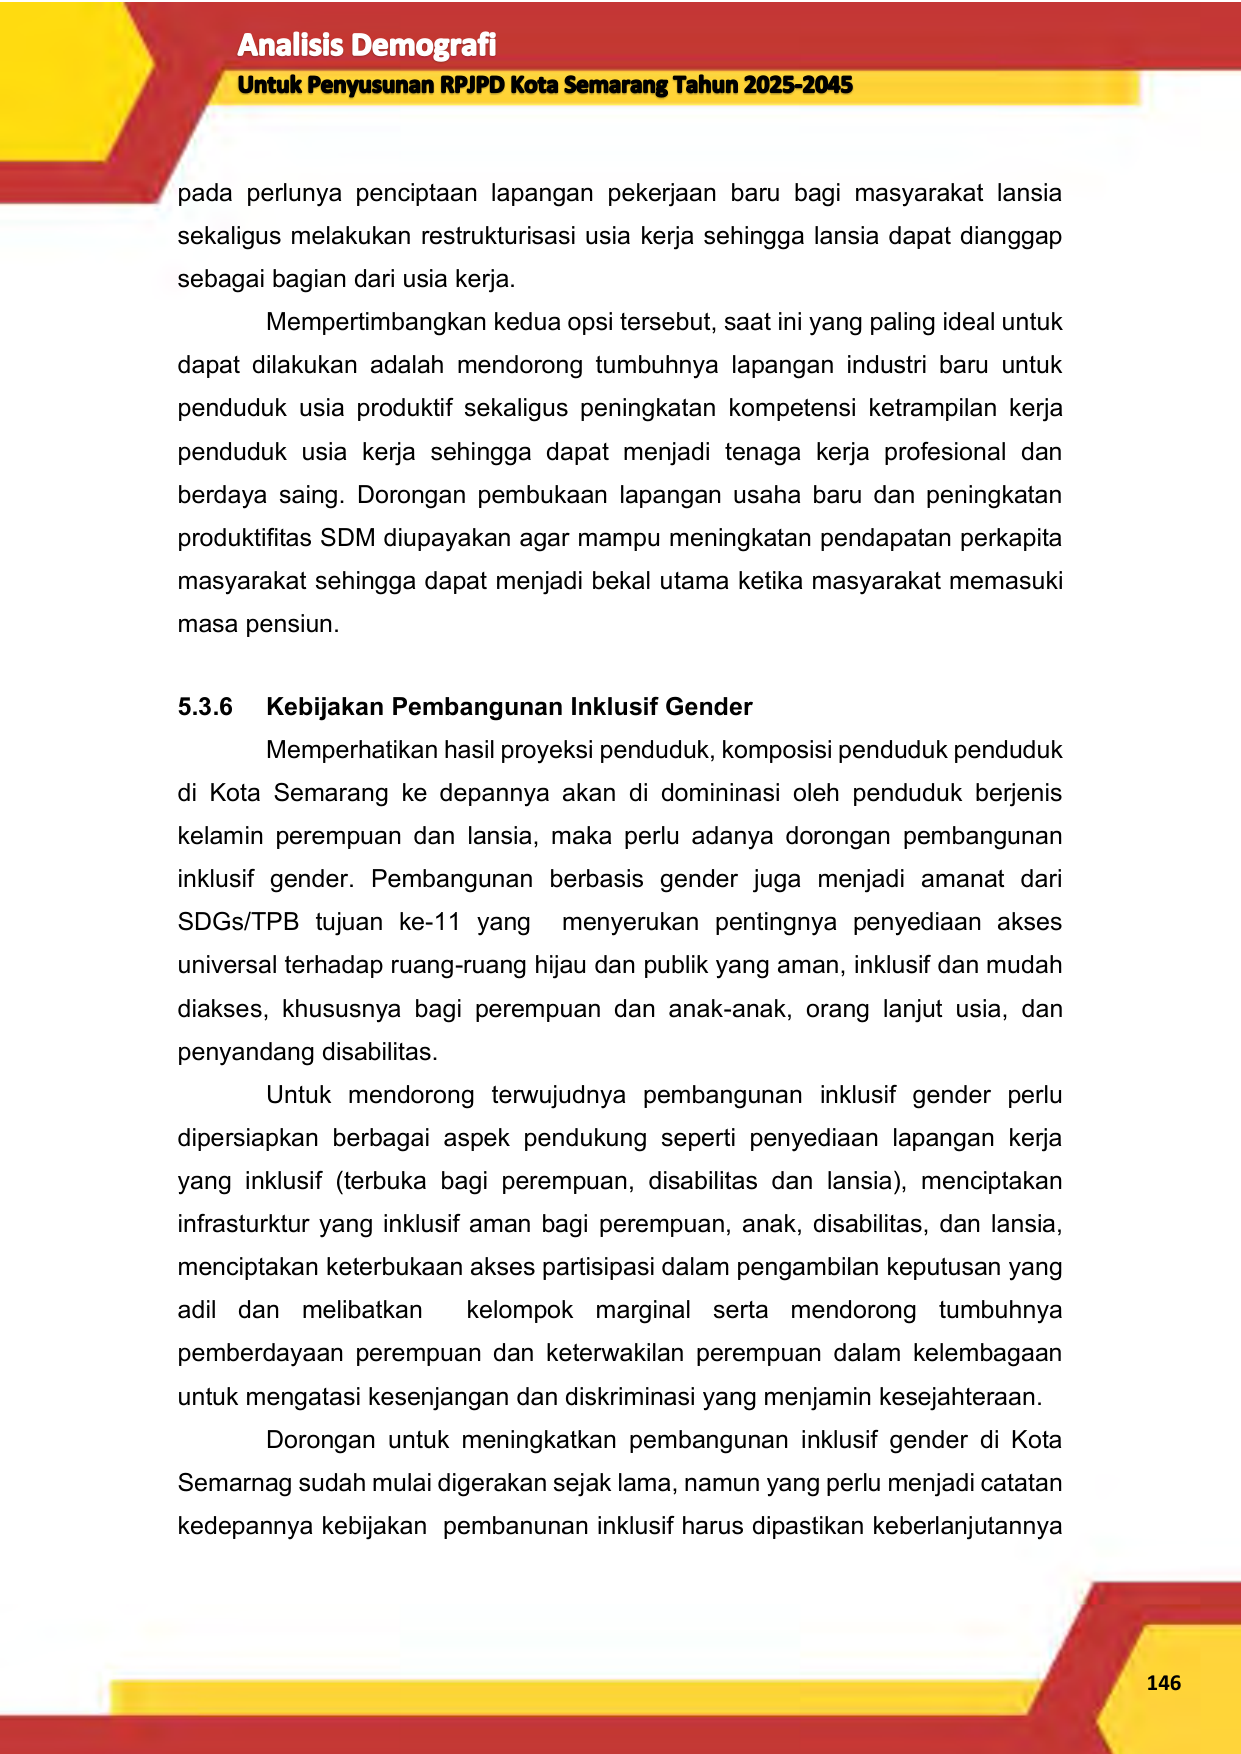 Analisis Demografi
Untuk Penyusunan RPJPD Kota Semarang Tahun 2025-2045
pada perlunya penciptaan lapangan pekerjaan baru bagi masyarakat lansia
sekaligus melakukan restrukturisasi usia kerja sehingga lansia dapat dianggap
sebagai bagian dari usia kerja.
Mempertimbangkan kedua opsi tersebut, saat ini yang paling ideal untuk
dapat dilakukan adalah mendorong tumbuhnya lapangan industri baru untuk
penduduk usia produktif sekaligus peningkatan kompetensi ketrampilan kerja
penduduk usia kerja sehingga dapat menjadi tenaga kerja profesional dan
berdaya saing. Dorongan pembukaan lapangan usaha baru dan peningkatan
produktifitas SDM diupayakan agar mampu meningkatan pendapatan perkapita
masyarakat sehingga dapat menjadi bekal utama ketika masyarakat memasuki
masa pensiun.
5.3.6 Kebijakan Pembangunan Inklusif Gender
Memperhatikan hasil proyeksi penduduk, komposisi penduduk penduduk
di Kota Semarang ke depannya akan di domininasi oleh penduduk berjenis
kelamin perempuan dan lansia, maka perlu adanya dorongan pembangunan
inklusif gender. Pembangunan berbasis gender juga menjadi amanat dari
SDGs/TPB tujuan ke-11 yang menyerukan pentingnya penyediaan akses
universal terhadap ruang-ruang hijau dan publik yang aman, inklusif dan mudah
diakses, khususnya bagi perempuan dan anak-anak, orang lanjut usia, dan
penyandang disabilitas.
Untuk mendorong terwujudnya pembangunan inklusif gender perlu
dipersiapkan berbagai aspek pendukung seperti penyediaan lapangan kerja
yang inklusif (terbuka bagi perempuan, disabilitas dan lansia), menciptakan
infrasturktur yang inklusif aman bagi perempuan, anak, disabilitas, dan lansia,
menciptakan keterbukaan akses partisipasi dalam pengambilan keputusan yang
adil dan melibatkan kelompok marginal serta mendorong tumbuhnya
pemberdayaan perempuan dan keterwakilan perempuan dalam kelembagaan
untuk mengatasi kesenjangan dan diskriminasi yang menjamin kesejahteraan.
Dorongan untuk meningkatkan pembangunan inklusif gender di Kota
Semarnag sudah mulai digerakan sejak lama, namun yang perlu menjadi catatan
kedepannya kebijakan pembanunan inklusif harus dipastikan keberlanjutannya
146